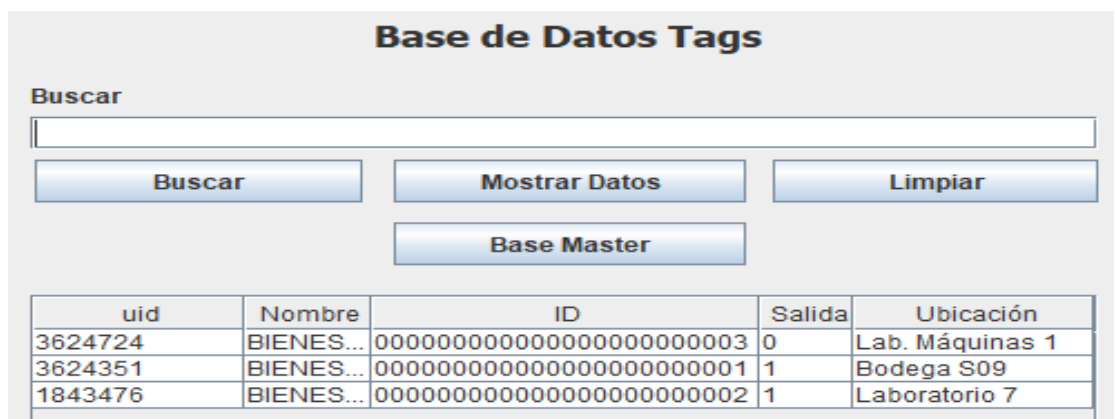 Base de Datos Tags
Buscar
Buscar Mostrar Datos Limpiar
Base Master
uid Nombre ID Salida Ubicación
3624724 BIENES... 000000000000000000000003 0 Lab. Máquinas 1
3624351 BIENES... 000000000000000000000001 1 Bodega S09
1843476 BIENES... 000000000000000000000002 1 Laboratorio 7